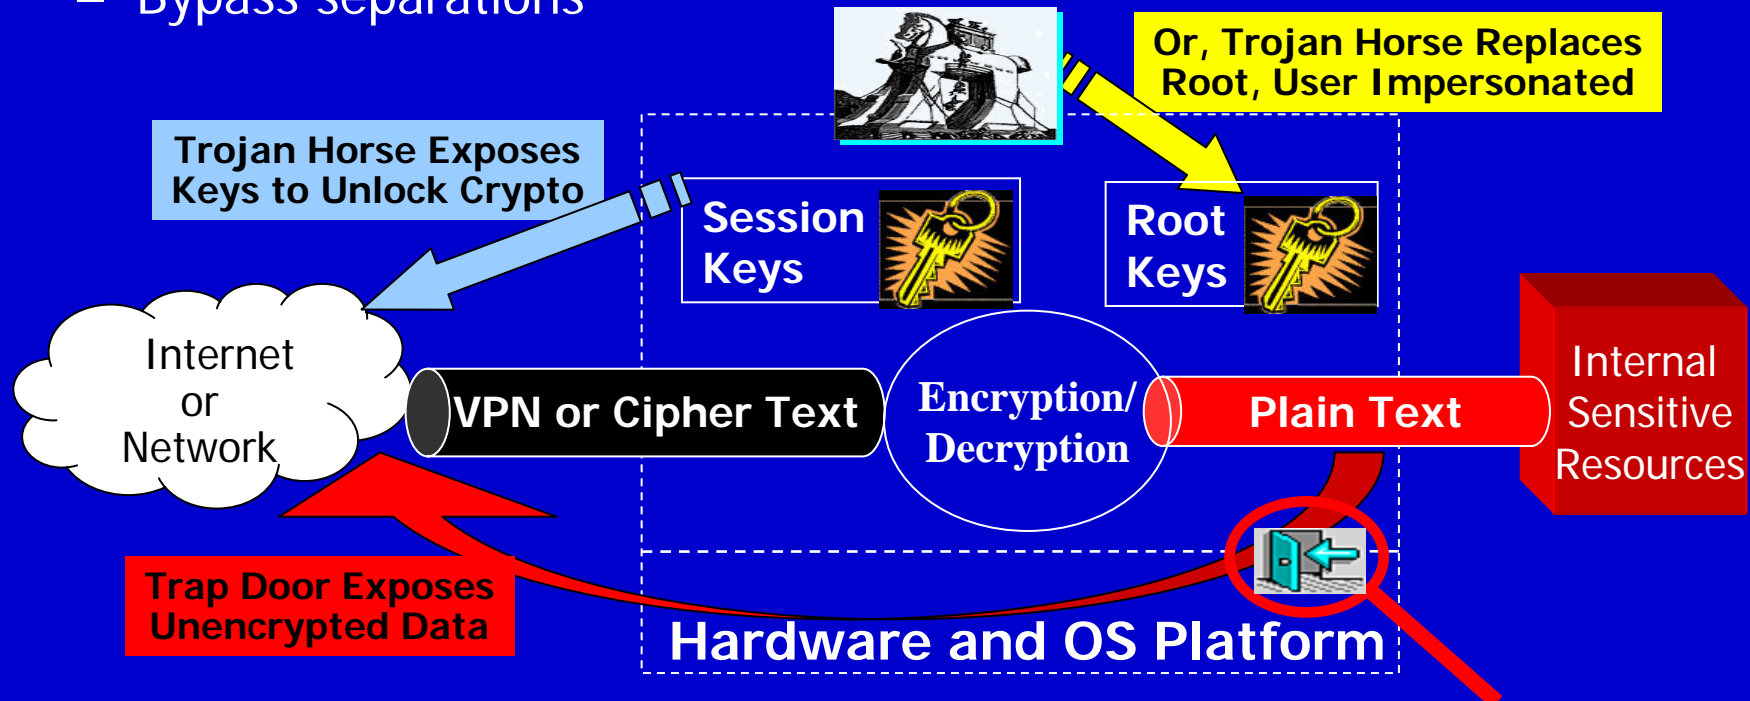 – Bypass separations
Or, Trojan Horse Replaces
Root, User Impersonated
Trojan Horse Exposes
Keys to Unlock Crypto
Session
Keys
Root
Keys
Internet
or
Network
VPN or Cipher Text
Encryption/
Decryption
Plain Text
Internal
Sensitive
Resources
Trap Door Exposes
Unencrypted Data
Hardware and OS Platform